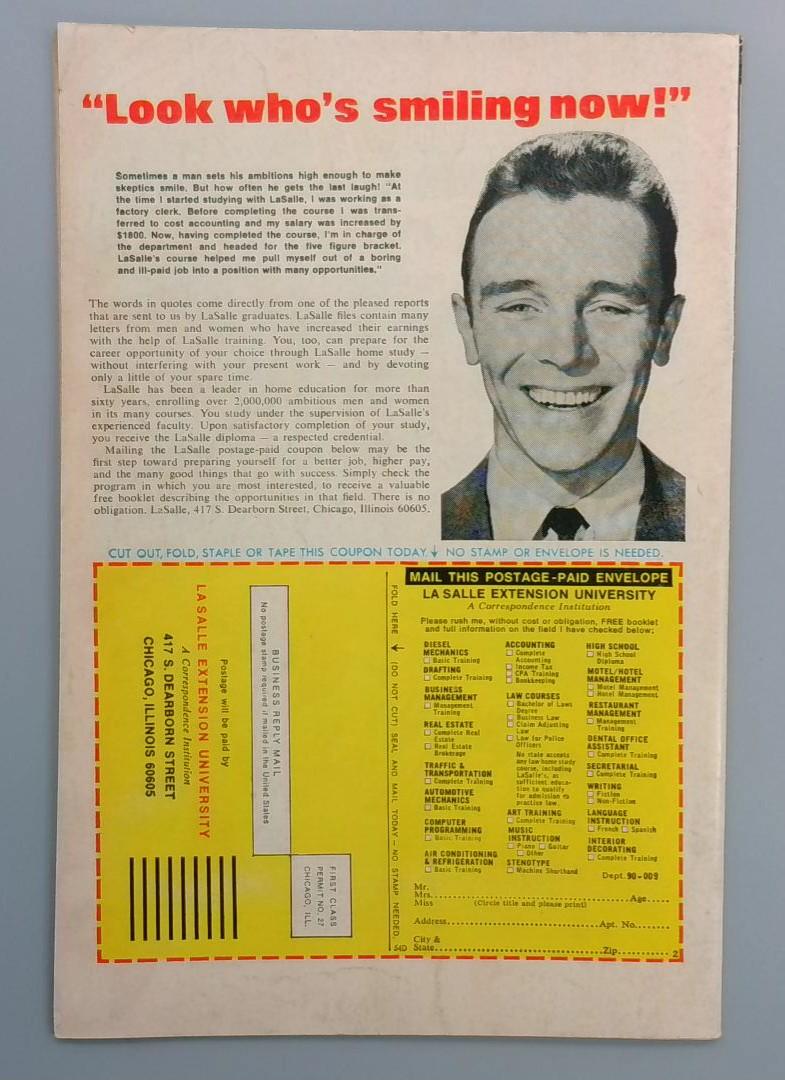 “Look who’s smiling now!”
Sometimes a man sets his ambitions high enough to make
skeptics smile. But how often he gets the last laugh! “At
the time I started studying with LaSalle, I was working as a
factory clerk. Before completing the course I was trans-
ferred to cost accounting and my salary was increased by
$1800. Now, having completed the course, I’m in charge of
the department and headed for the five figure bracket.
LaSalle’s course helped me pull myself out of a boring
and ill-paid job into a position with many opportunities.”
The words in quotes come directly from one of the pleased reports
that are sent to us by LaSalle graduates. LaSalle files contain many
letters from men and women who have increased their earnings
with the help of LaSalle training. You, too, can prepare for the
career opportunity of your choice through LaSalle home study —
without interfering with your present work — and by devoting
only a little of your spare time.
LaSalle has been a leader in home education for more than
sixty years, enrolling over 2,000,000 ambitious men and women
in its many courses. You study under the supervision of LaSalle’s
experienced faculty. Upon satisfactory completion of your study,
you receive the LaSalle diploma — a respected credential.
Mailing the LaSalle postage-paid coupon below may be the
first step toward preparing yourself for a better job, higher pay,
and the many good things that go with success. Simply check the
program in which you are most interested, to receive a valuable
free booklet describing the opportunities in that field. There is no
obligation. LaSalle, 417 S. Dearborn Street, Chicago, Illinois 60605.
CUT OUT, FOLD, STAPLE OR TAPE THIS COUPON TODAY. NO STAMP OR ENVELOPE IS NEEDED.
FIRST CLASS
PERMIT NO. 27
CHICAGO, ILL.
BUSINESS REPLY MAIL
No postage stamp required if mailed in the United States
Postage will be paid by
LA SALLE EXTENSION UNIVERSITY
A Correspondence Institution
417 S. DEARBORN STREET
CHICAGO, ILLINOIS 60605
FOLD HERE (DO NOT CUT) SEAL AND MAIL TODAY — NO STAMP NEEDED.
54D
MAIL THIS POSTAGE-PAID ENVELOPE
LA SALLE EXTENSION UNIVERSITY
A Correspondence Institution
Please rush me, without cost or obligation, FREE booklet
and full information on the field I have checked below:
DIESEL
MECHANICS
Basic Training
DRAFTING
Complete Training
BUSINESS
MANAGEMENT
Management
Training
REAL ESTATE
Complete Real
Estate
Real Estate
Brokerage
TRAFFIC &
TRANSPORTATION
Complete Training
AUTOMOTIVE
MECHANICS
Basic Training
COMPUTER
PROGRAMMING
Basic Training
AIR CONDITIONING
& REFRIGERATION
Basic Training
ACCOUNTING
Complete
Accounting
Income Tax
CPA Training
Bookkeeping
LAW COURSES
Bachelor of Laws
Degree
Business Law
Claim Adjusting
Law
Law for Police
Officers
No state accepts
any law home study
course, including
LaSalle’s, as
sufficient educa-
tion to qualify
for admission to
practice law.
ART TRAINING
Complete Training
MUSIC
INSTRUCTION
Piano Guitar
Other
STENOTYPE
Machine Shorthand
HIGH SCHOOL
High School
Diploma
MOTEL/HOTEL
MANAGEMENT
Motel Management
Hotel Management
RESTAURANT
MANAGEMENT
Management
Training
DENTAL OFFICE
ASSISTANT
Complete Training
SECRETARIAL
Complete Training
WRITING
Fiction
Non-Fiction
LANGUAGE
INSTRUCTION
French Spanish
INTERIOR
DECORATING
Complete Training
Dept. 90-009
Mr.
Mrs. Age
Miss (Circle title and please print)
Address Apt. No.
City &
State Zip
2